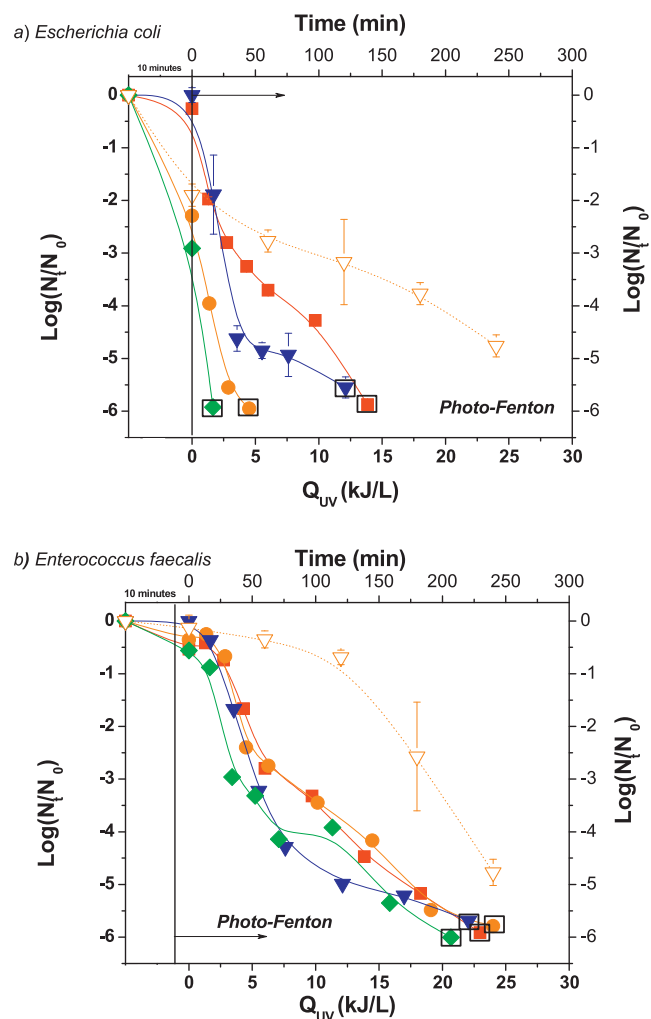 Time (min)
a) Escherichia coli
0 50 100 150 200 250 300
10 minutes
0 0
-1 -1
-2 -2
-3 -3
-4 -4
-5 -5
-6 -6
Log(Nt/N0)
Log(Nt/N0)
Photo-Fenton
0 5 10 15 20 25 30
QUV (kJ/L)
Time (min)
b) Enterococcus faecalis
0 50 100 150 200 250 300
10 minutes
0 0
-1 -1
-2 -2
-3 -3
-4 -4
-5 -5
-6 -6
Log(Nt/N0)
Log(Nt/N0)
Photo-Fenton
0 5 10 15 20 25 30
QUV (kJ/L)